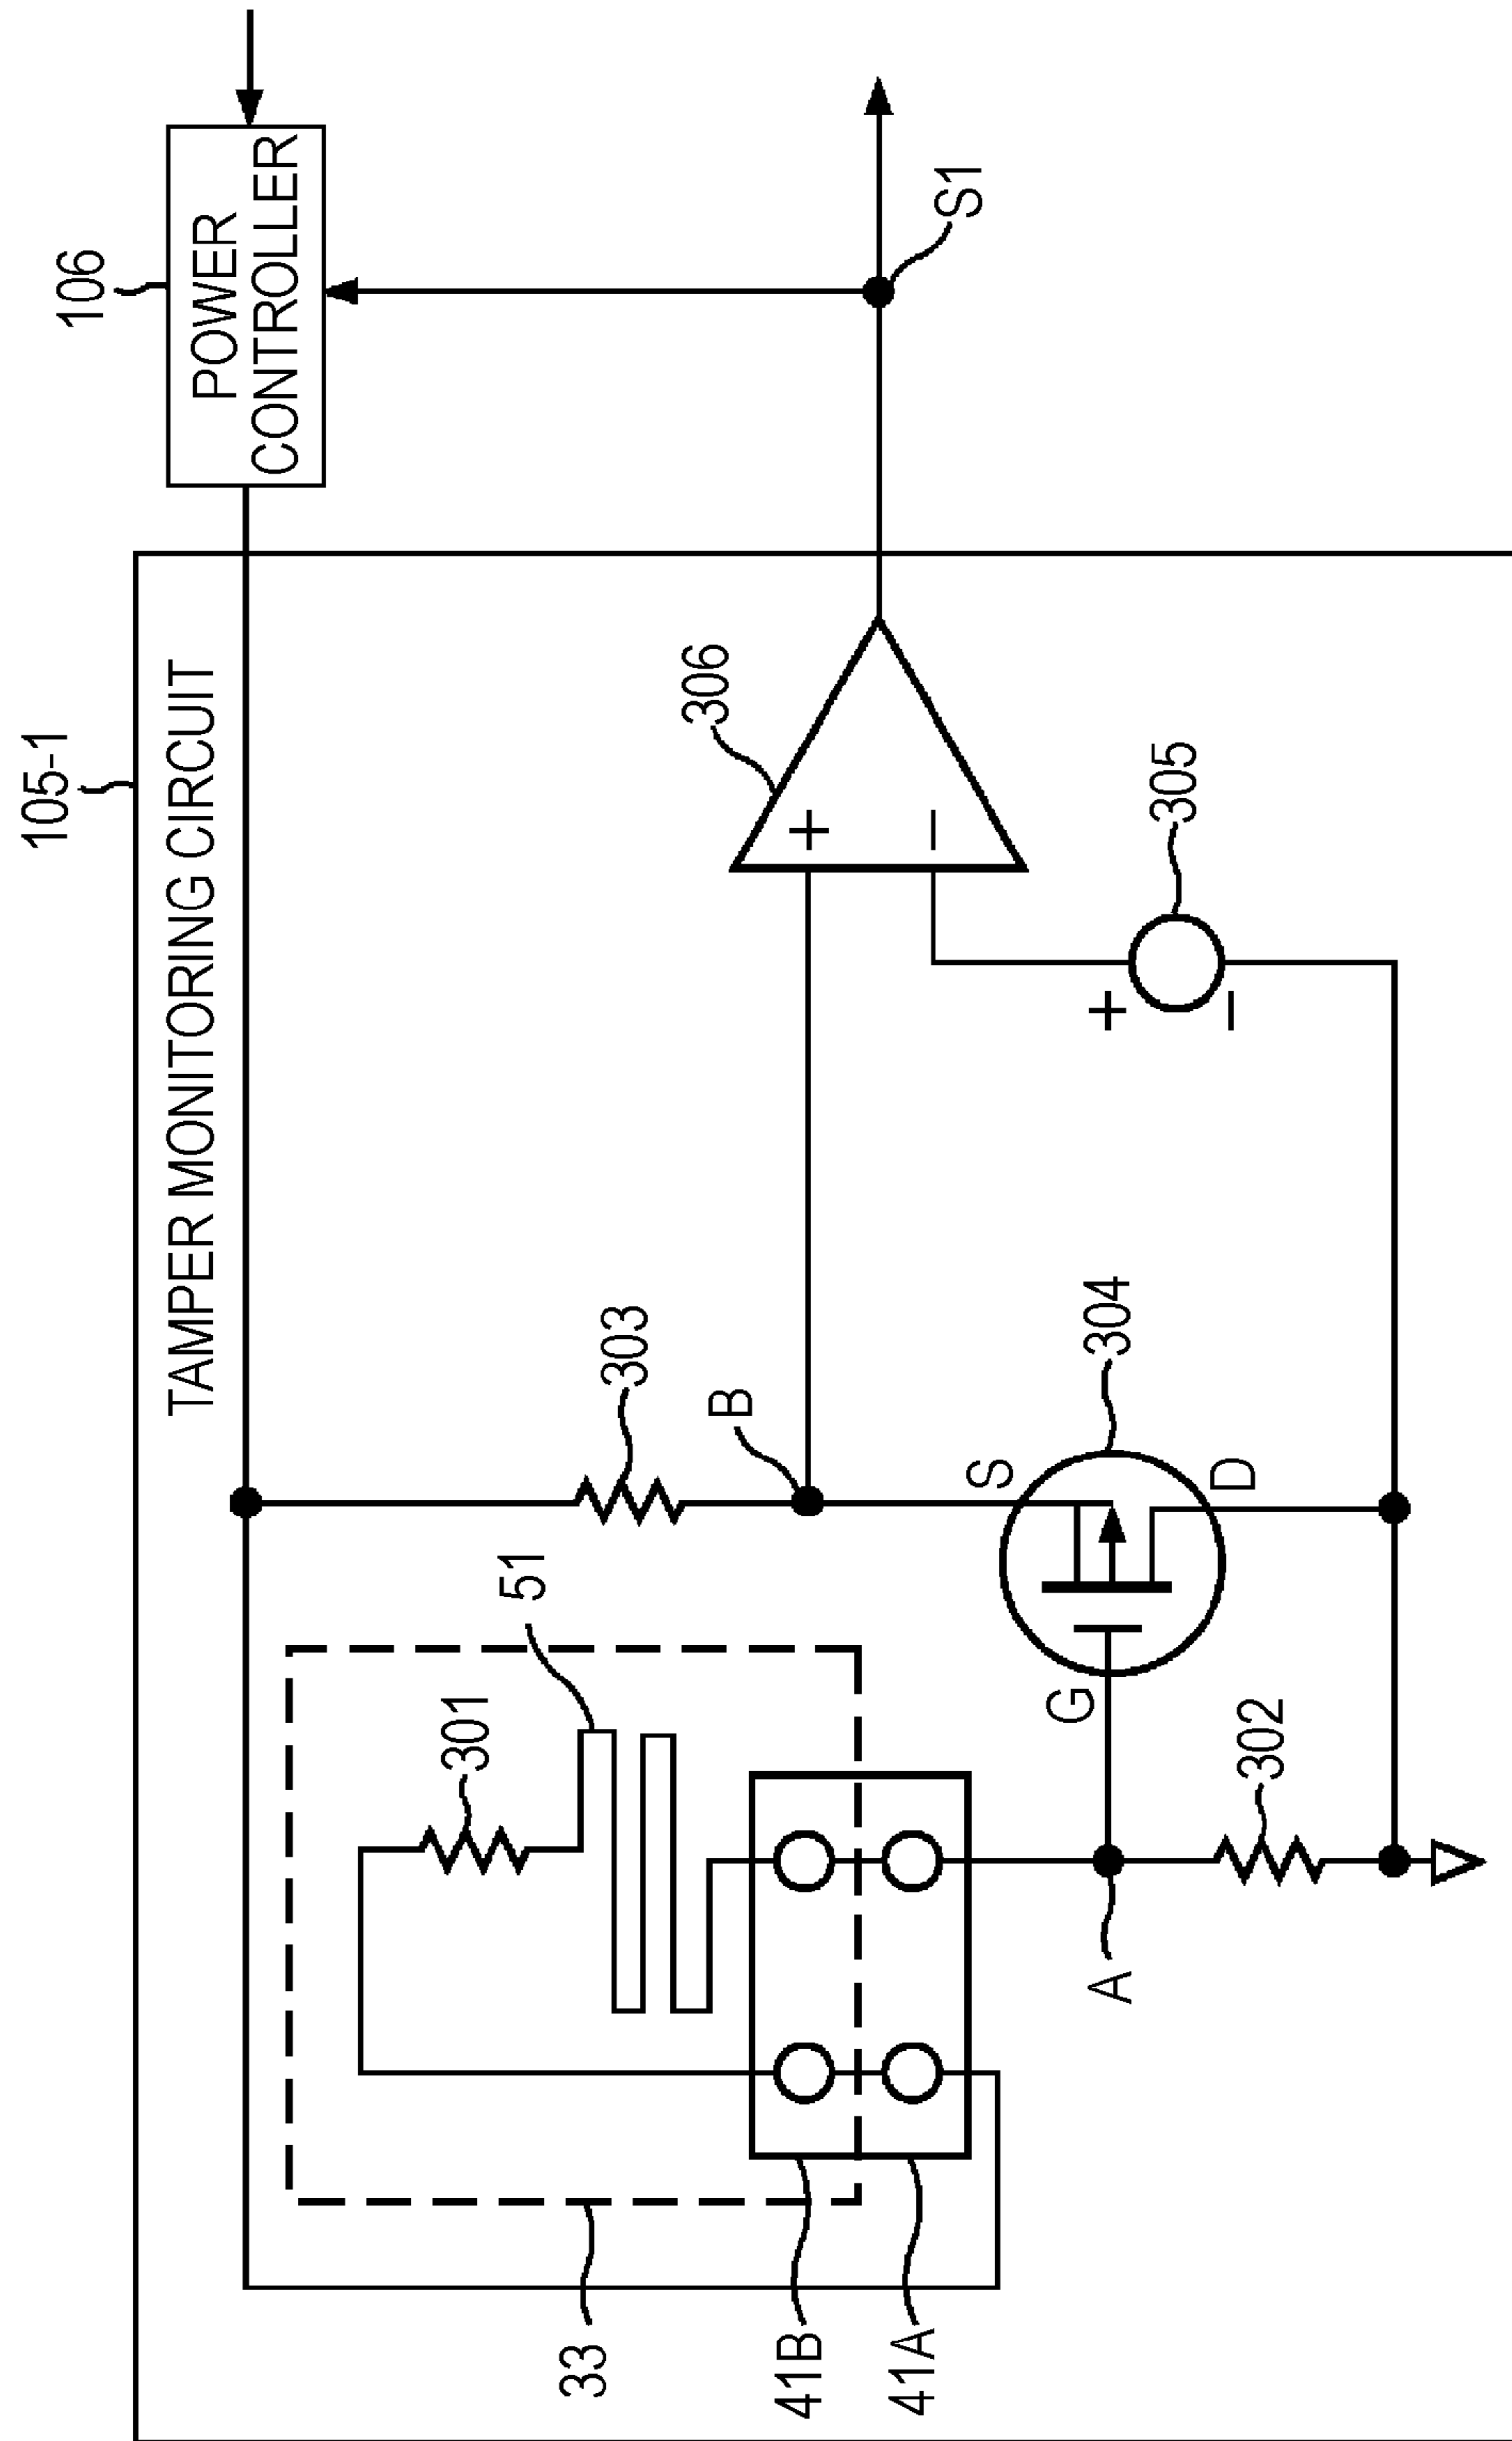 105-1
TAMPER MONITORING CIRCUIT
106
POWER
CONTROLLER
S1
306
+
−
305
+
−
303
B
304
S
D
G
51
301
302
A
33
41B
41A